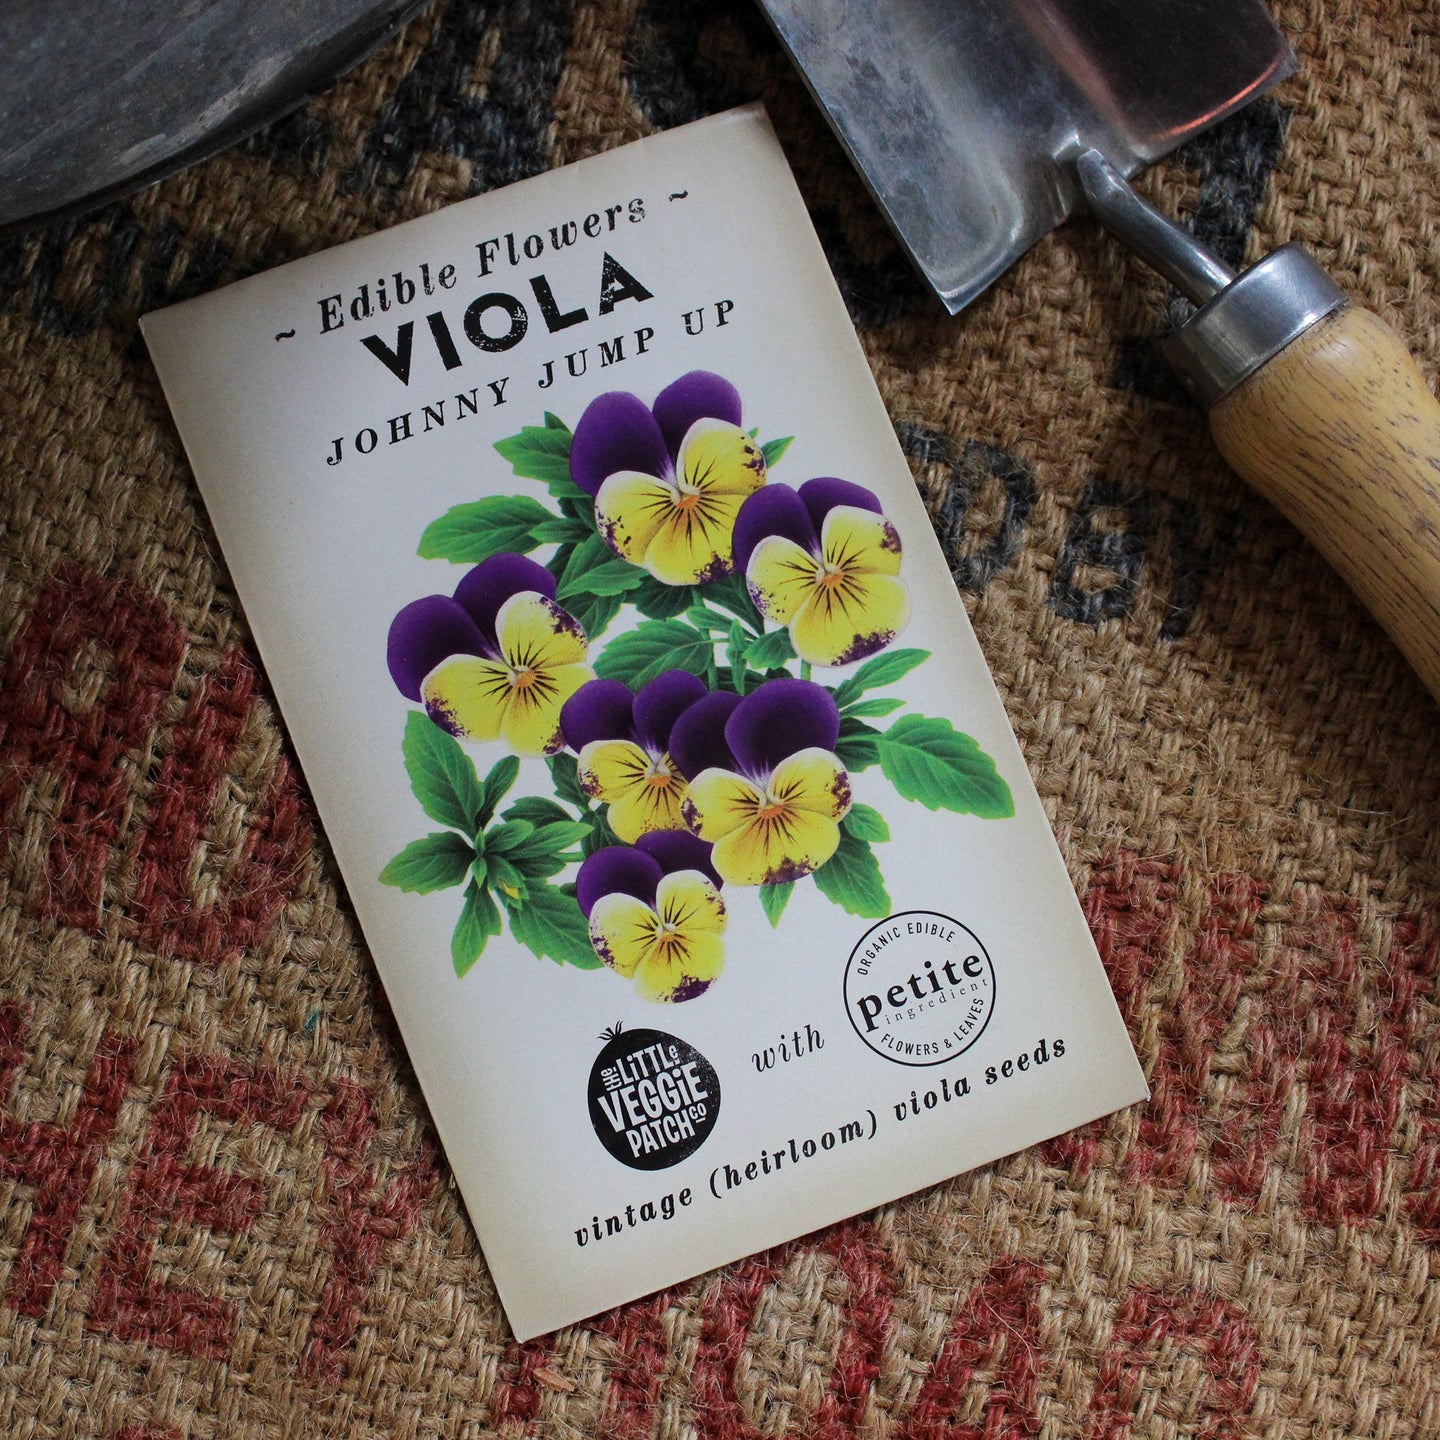 ~ Edible Flowers ~
VIOLA
JOHNNY JUMP UP
ORGANIC EDIBLE
petite
ingredient
FLOWERS & LEAVES
with
THe LiTTLe
VEGGiE
PATCH CO
vintage (heirloom) viola seeds